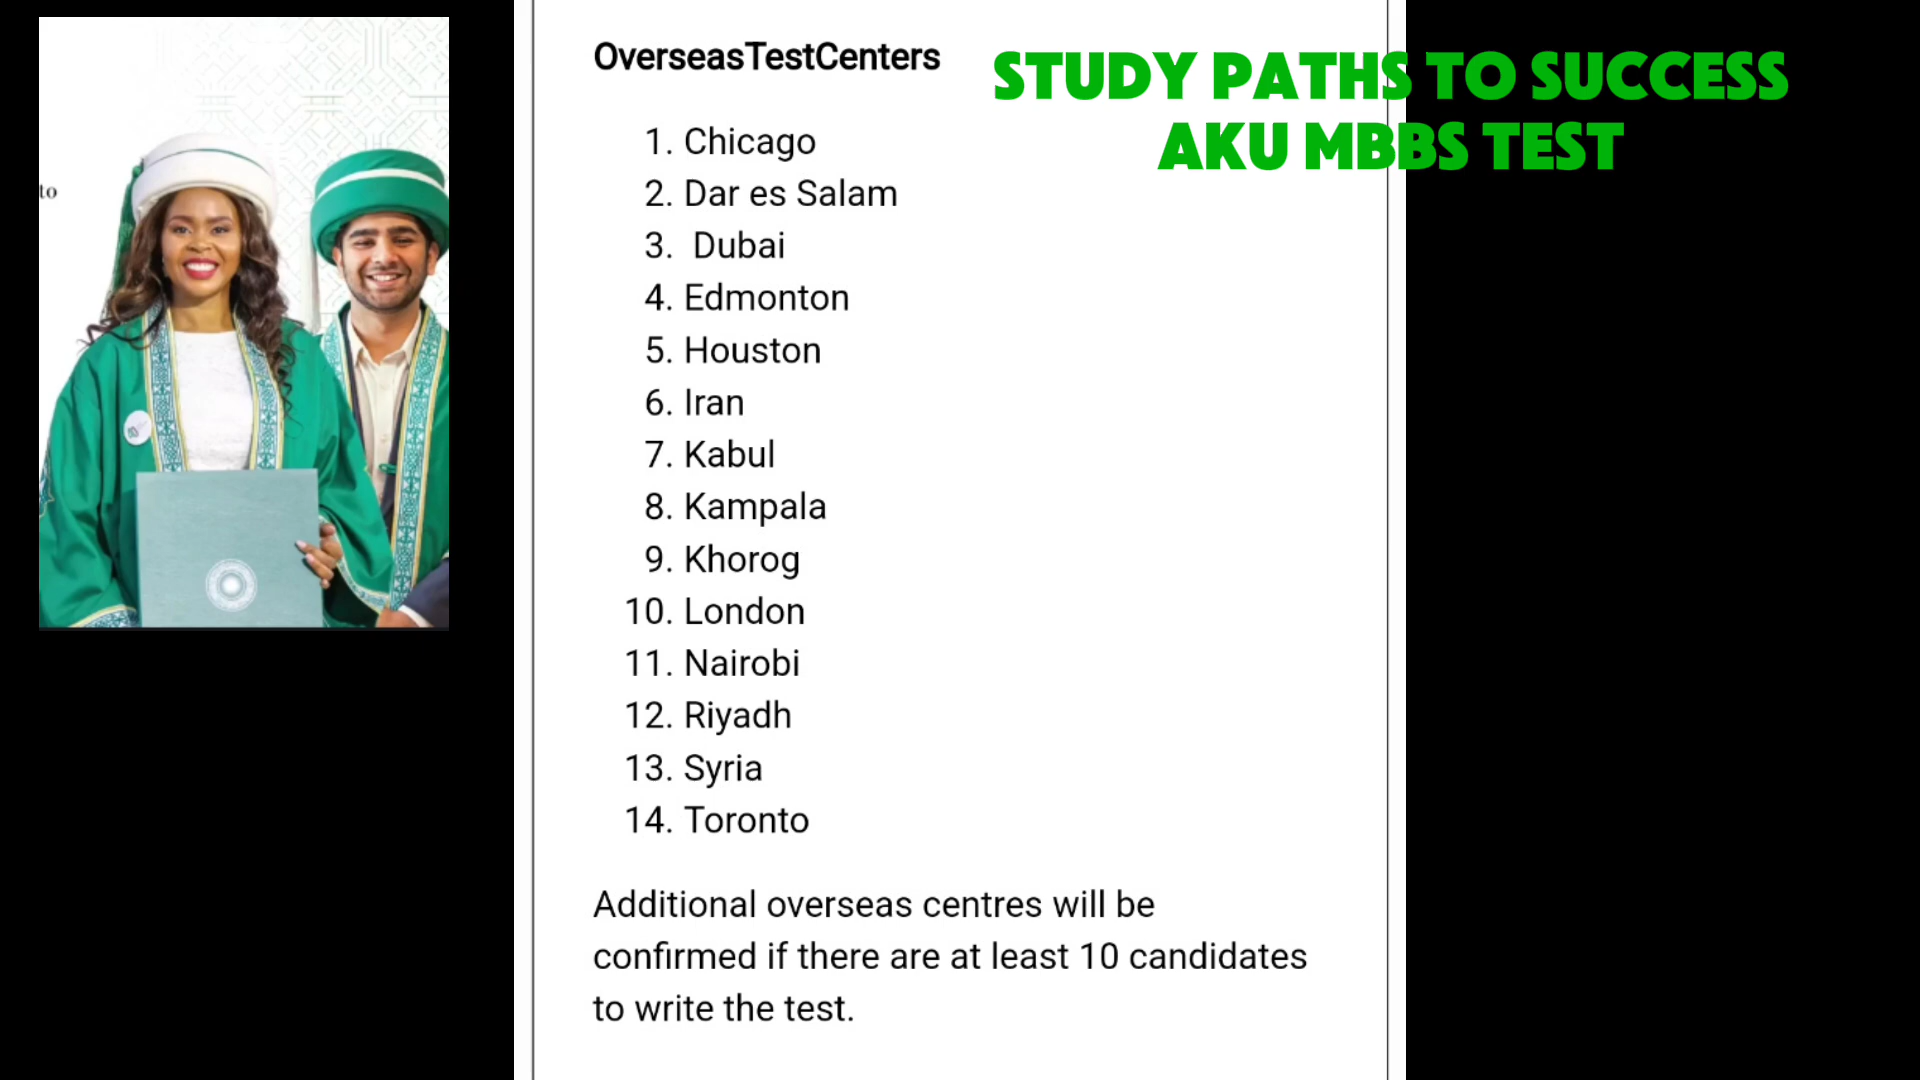 OverseasTestCenters
STUDY PATHS TO SUCCESS
AKU MBBS TEST
to
1. Chicago
2. Dar es Salam
3. Dubai
4. Edmonton
5. Houston
6. Iran
7. Kabul
8. Kampala
9. Khorog
10. London
11. Nairobi
12. Riyadh
13. Syria
14. Toronto
Additional overseas centres will be
confirmed if there are at least 10 candidates
to write the test.